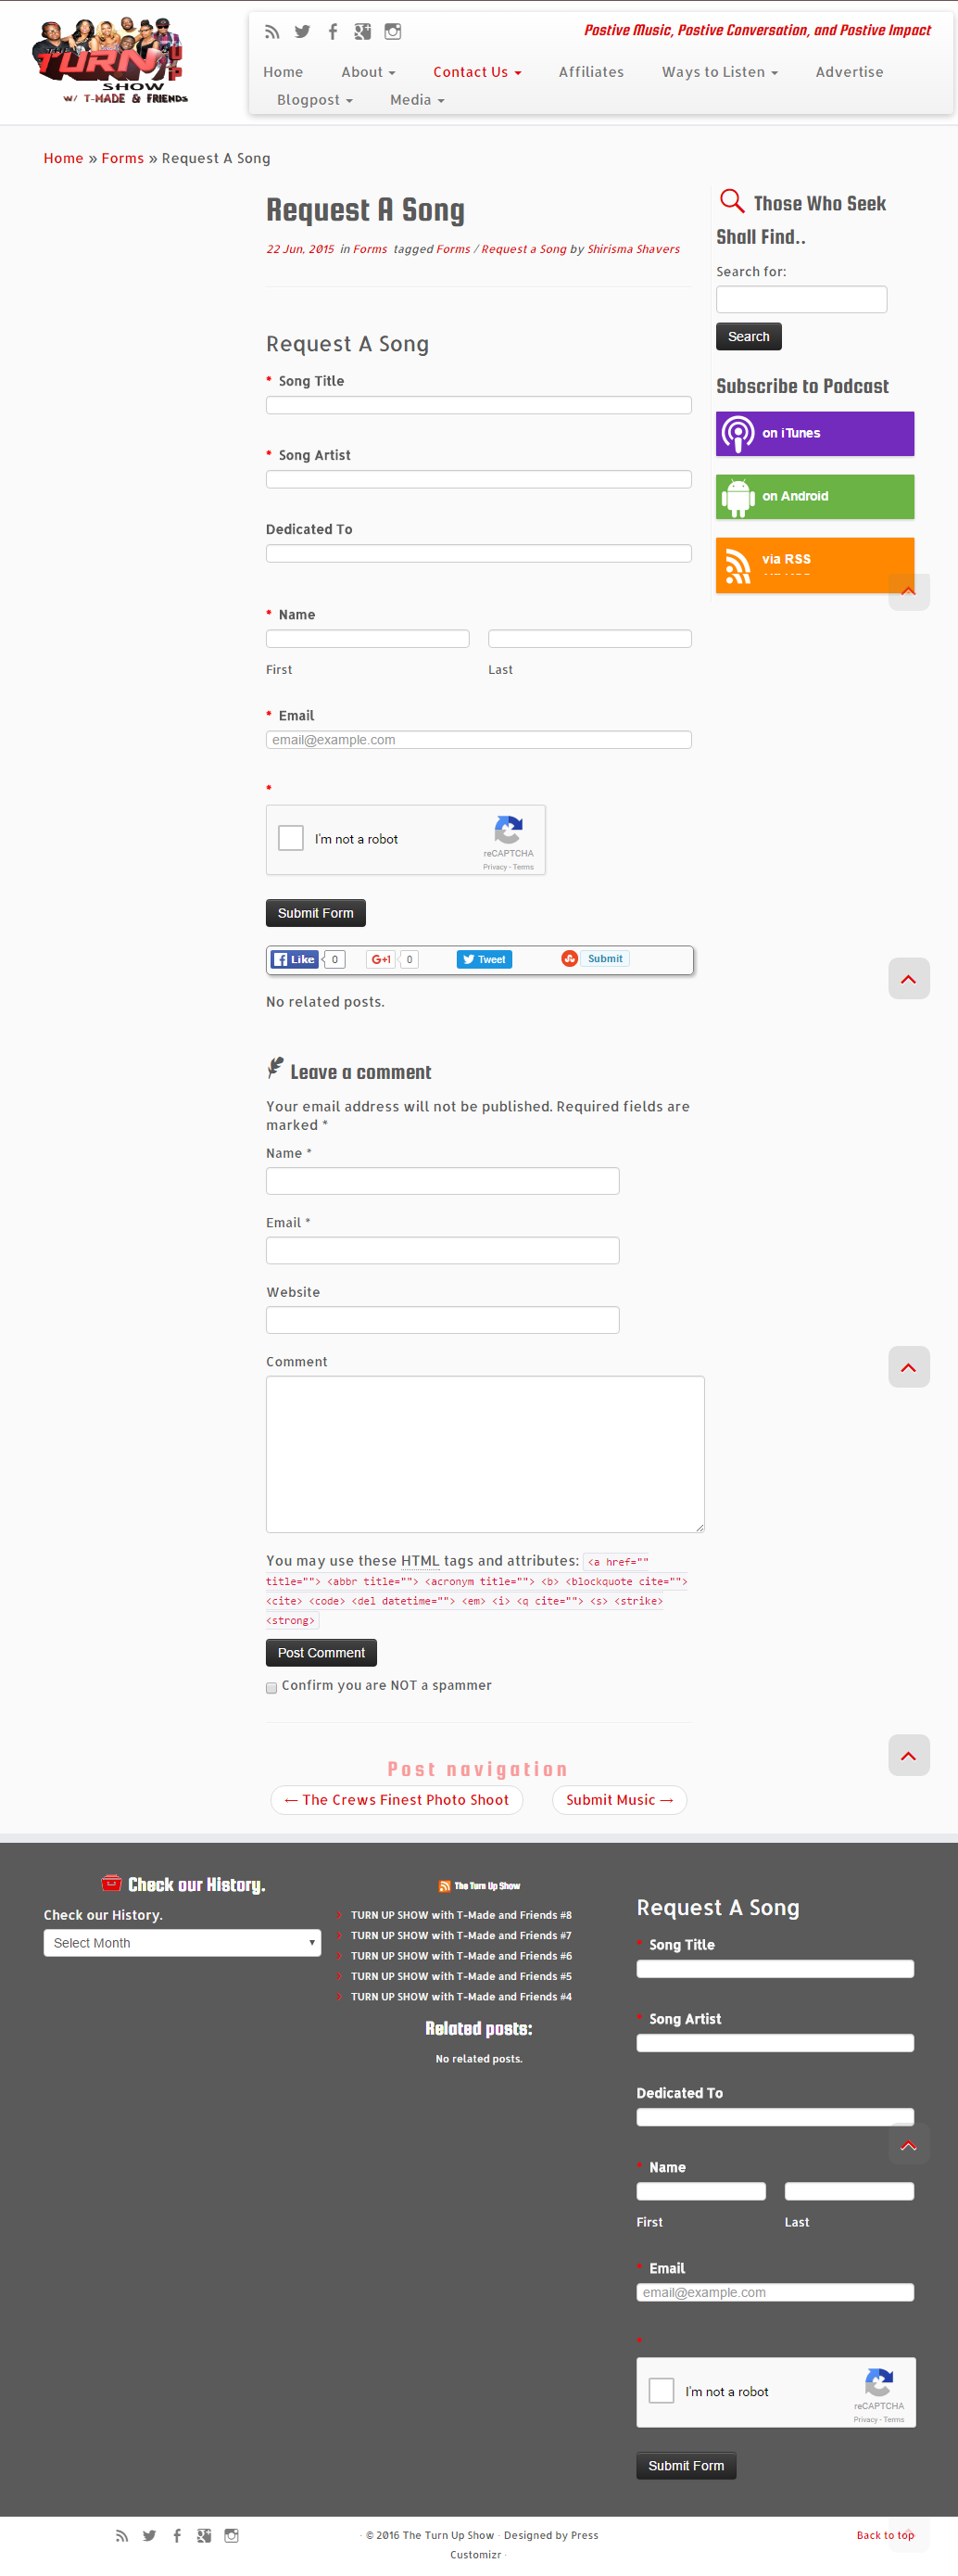 THE
TURN UP
SHOW
W/ T-MADE & FRIENDS
Postive Music, Postive Conversation, and Postive Impact
Home About Contact Us Affiliates Ways to Listen Advertise
Blogpost Media
Home » Forms » Request A Song
Request A Song
22 Jun, 2015 in Forms tagged Forms / Request a Song by Shirisma Shavers
Request A Song
* Song Title
* Song Artist
Dedicated To
* Name
First Last
* Email
email@example.com
*
I'm not a robot
reCAPTCHA
Privacy - Terms
Submit Form
Like 0 G+1 0 Tweet Submit
No related posts.
Leave a comment
Your email address will not be published. Required fields are
marked *
Name *
Email *
Website
Comment
You may use these HTML tags and attributes: <a href=""
title=""> <abbr title=""> <acronym title=""> <b> <blockquote cite="">
<cite> <code> <del datetime=""> <em> <i> <q cite=""> <s> <strike>
<strong>
Post Comment
Confirm you are NOT a spammer
Post navigation
← The Crews Finest Photo Shoot Submit Music →
Those Who Seek
Shall Find..
Search for:
Search
Subscribe to Podcast
on iTunes
on Android
via RSS
Check our History.
Check our History.
Select Month
The Turn Up Show
TURN UP SHOW with T-Made and Friends #8
TURN UP SHOW with T-Made and Friends #7
TURN UP SHOW with T-Made and Friends #6
TURN UP SHOW with T-Made and Friends #5
TURN UP SHOW with T-Made and Friends #4
Related posts:
No related posts.
Request A Song
* Song Title
* Song Artist
Dedicated To
* Name
First Last
* Email
email@example.com
*
I'm not a robot
reCAPTCHA
Privacy - Terms
Submit Form
· © 2016 The Turn Up Show · Designed by Press
Customizr ·
Back to top